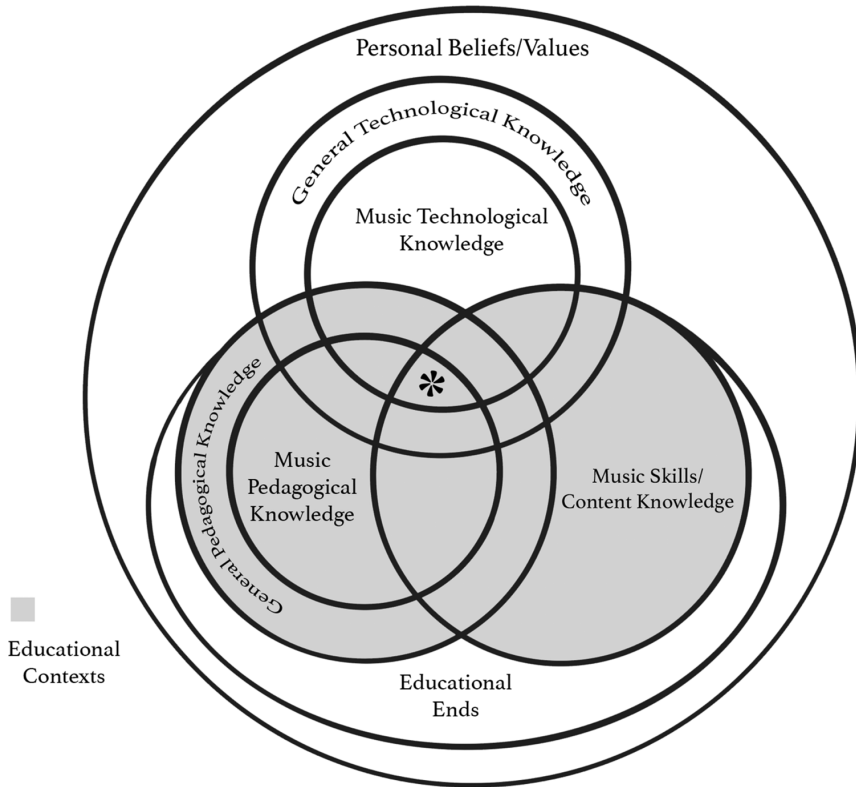 Personal Beliefs/Values
General Technological Knowledge
Music Technological
Knowledge
General Pedagogical Knowledge
*
Music
Pedagogical
Knowledge
Music Skills/
Content Knowledge
Educational
Contexts
Educational
Ends